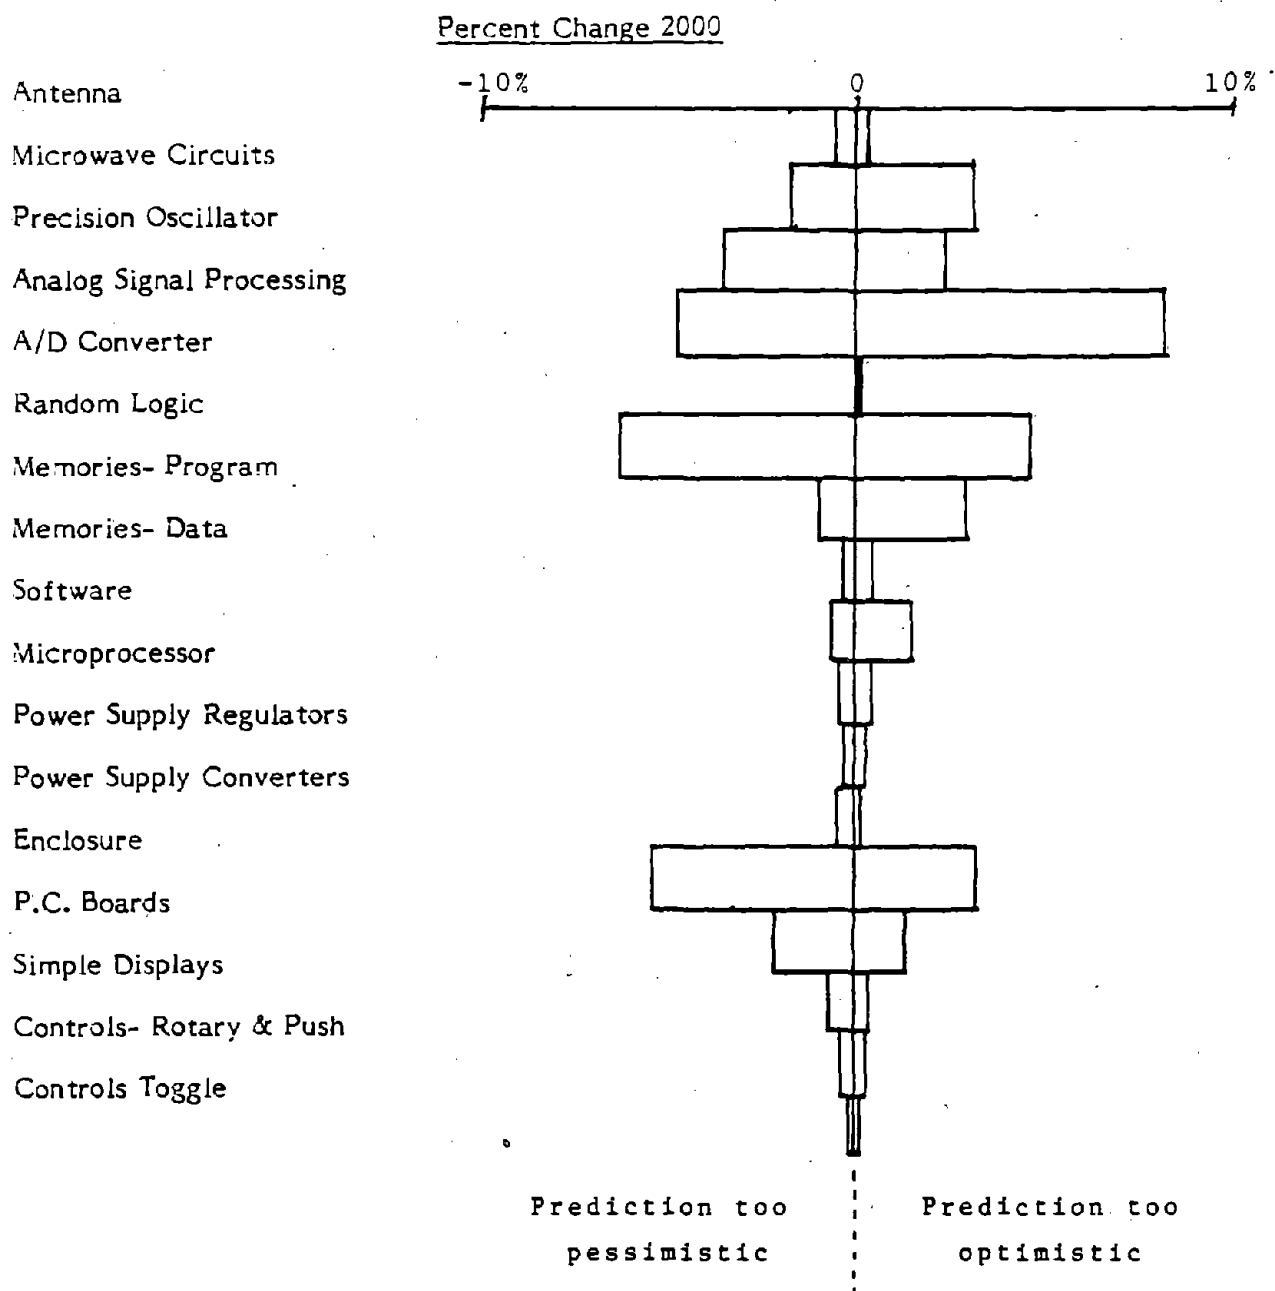 Percent Change 2000
-10% 0 10%
Antenna
Microwave Circuits
Precision Oscillator
Analog Signal Processing
A/D Converter
Random Logic
Memories- Program
Memories- Data
Software
Microprocessor
Power Supply Regulators
Power Supply Converters
Enclosure
P.C. Boards
Simple Displays
Controls- Rotary & Push
Controls Toggle
Prediction too Prediction too
pessimistic optimistic